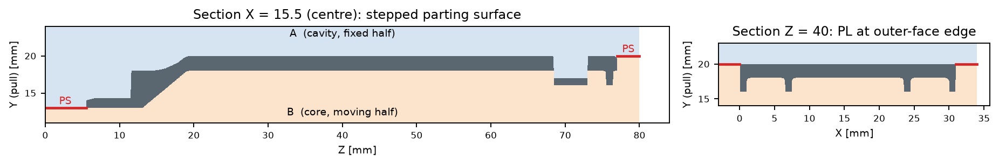 Section X = 15.5 (centre): stepped parting surface
A (cavity, fixed half)
PS
PS
B (core, moving half)
Y (pull) [mm]
20
15
0 10 20 30 40 50 60 70 80
Z [mm]
Section Z = 40: PL at outer-face edge
Y (pull) [mm]
20
15
0 5 10 15 20 25 30 35
X [mm]